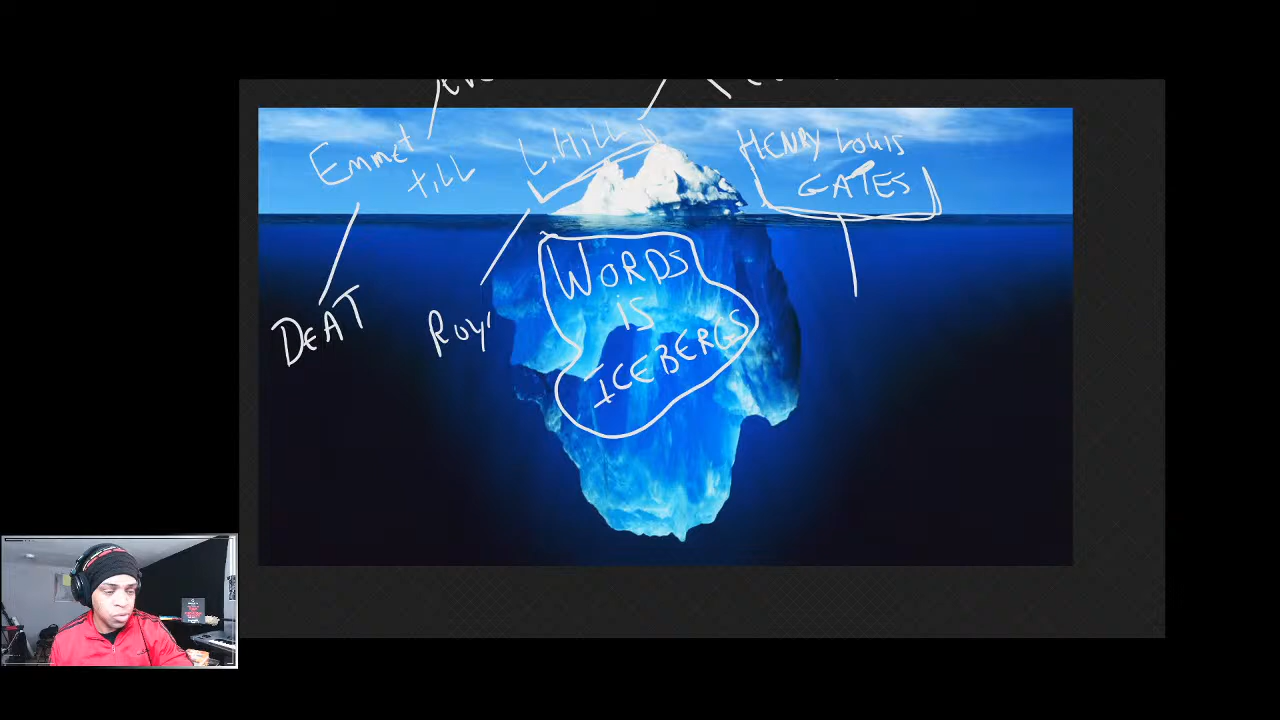 Emmet
till
L. Hill
HENRY LOUIS
GATES
WORDS
is
ICEBERGS
DEAT
Roy